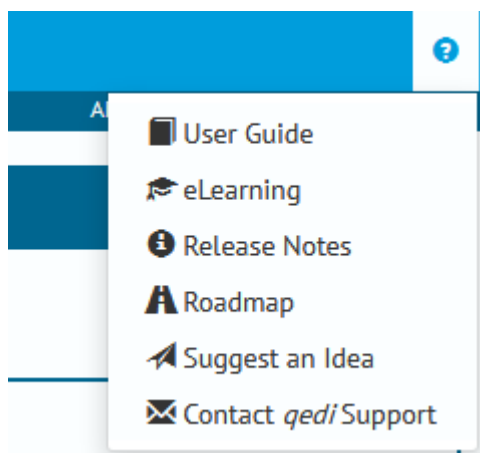 User Guide
eLearning
Release Notes
Roadmap
Suggest an Idea
Contact qedi Support